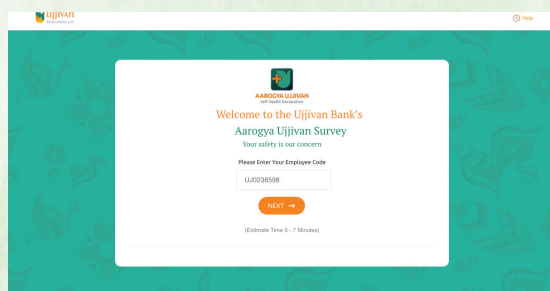 ujjivan
Help
AAROGYA UJJIVAN
Self Health Declaration
Welcome to the Ujjivan Bank's
Aarogya Ujjivan Survey
Your safety is our concern
Please Enter Your Employee Code
UJ0236598
NEXT →
(Estimate Time 5 - 7 Minutes)